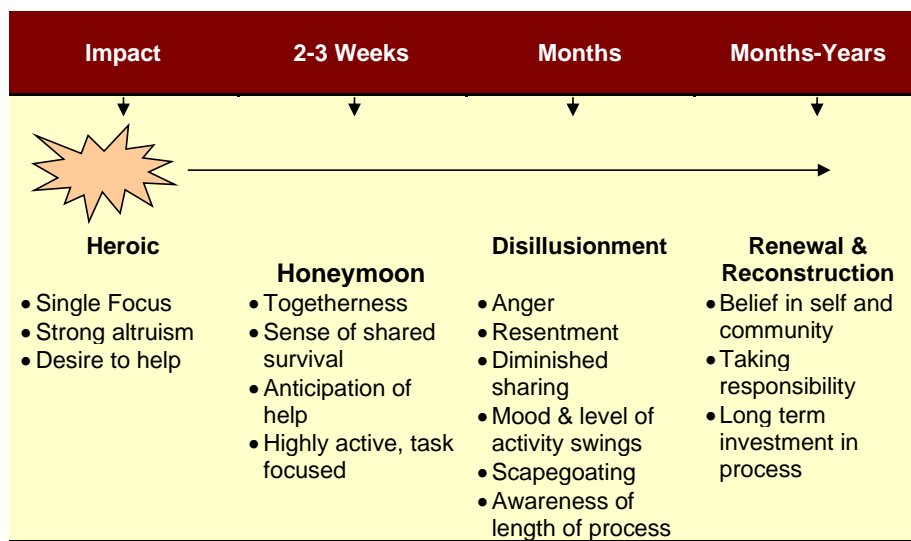 Impact
2-3 Weeks
Months
Months-Years
Heroic
• Single Focus
• Strong altruism
• Desire to help
Honeymoon
• Togetherness
• Sense of shared
survival
• Anticipation of
help
• Highly active, task
focused
Disillusionment
• Anger
• Resentment
• Diminished
sharing
• Mood & level of
activity swings
• Scapegoating
• Awareness of
length of process
Renewal &
Reconstruction
• Belief in self and
community
• Taking
responsibility
• Long term
investment in
process